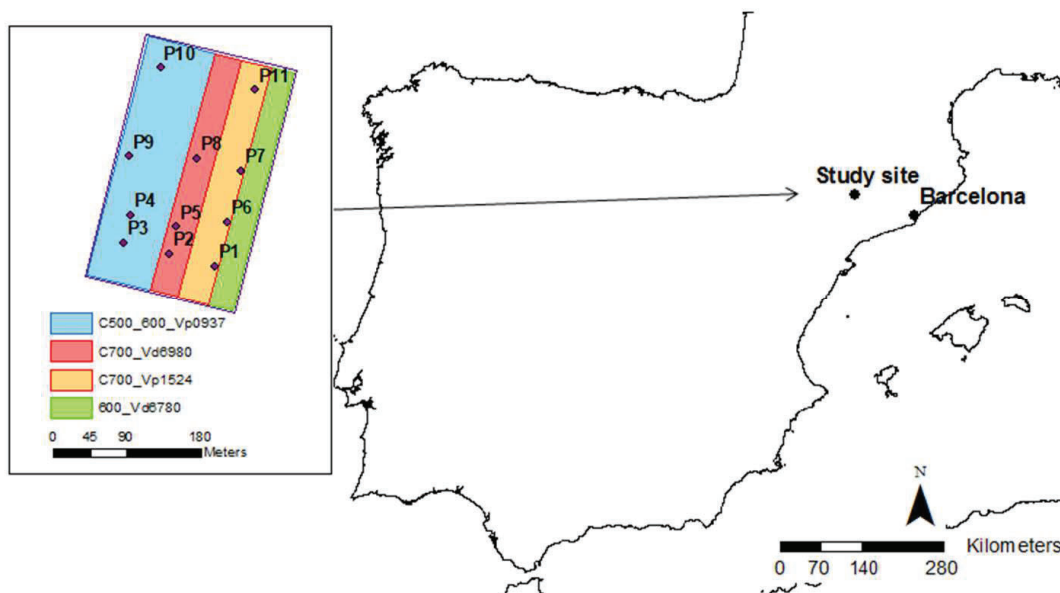 P10
P11
P9
P8
P7
P4
P5
P6
P3
P2
P1
C500_600_Vp0937
C700_Vd6980
C700_Vp1524
600_Vd6780
0 45 90 180
Meters
Study site
Barcelona
N
Kilometers
0 70 140 280